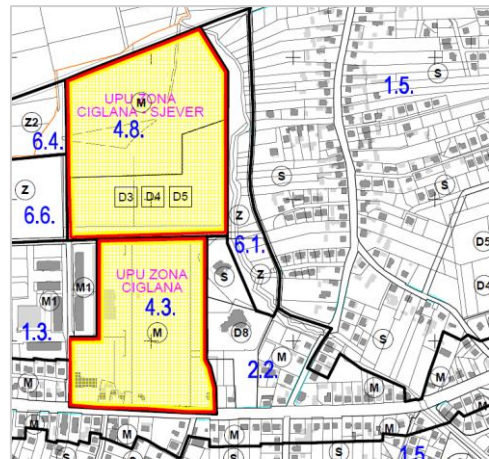 S
1.5.
M
UPU ZONA
CIGLANA - SJEVER
4.8.
Z2
6.4.
S
D3 D4 D5
Z
6.6.
Z
6.1.
D5
S
Z
UPU ZONA
CIGLANA
4.3.
D4
M1
M1
1.3.
M
D8
M
S
2.2.
M
M
M
M
M
M
M
M
S
S
1.5.